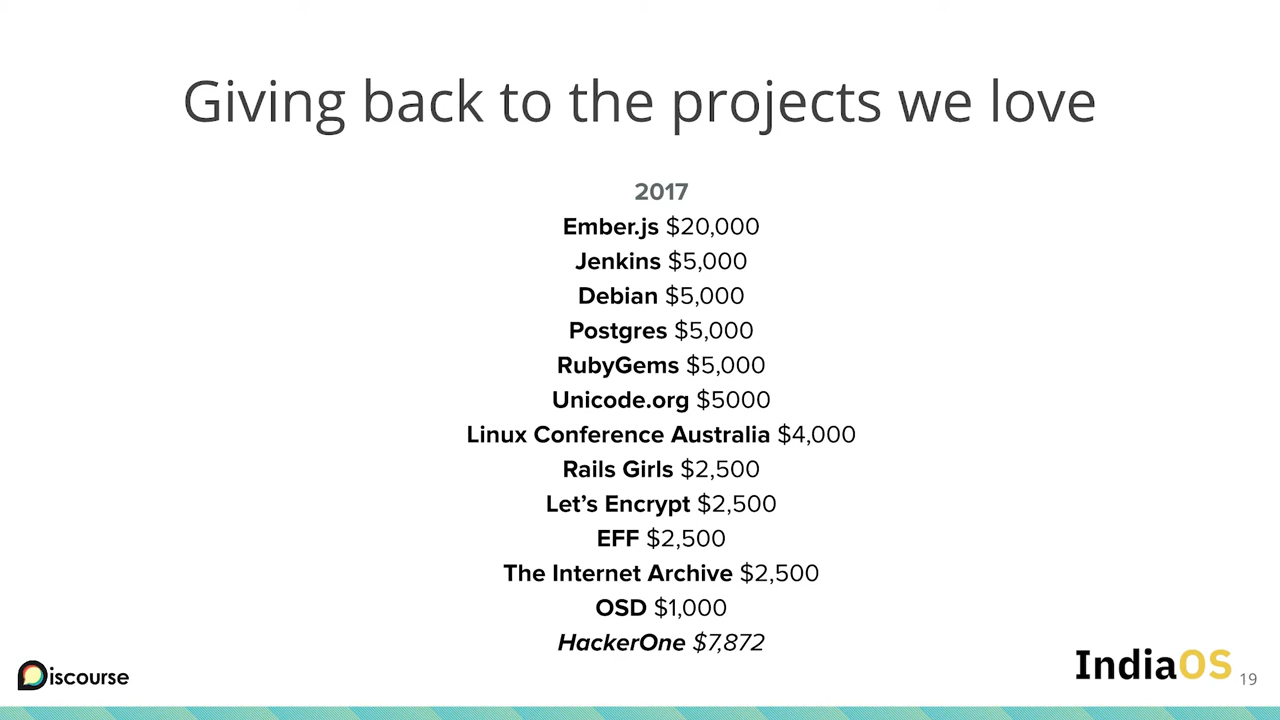 Giving back to the projects we love
2017
Ember.js $20,000
Jenkins $5,000
Debian $5,000
Postgres $5,000
RubyGems $5,000
Unicode.org $5000
Linux Conference Australia $4,000
Rails Girls $2,500
Let’s Encrypt $2,500
EFF $2,500
The Internet Archive $2,500
OSD $1,000
HackerOne $7,872
Discourse
IndiaOS
19